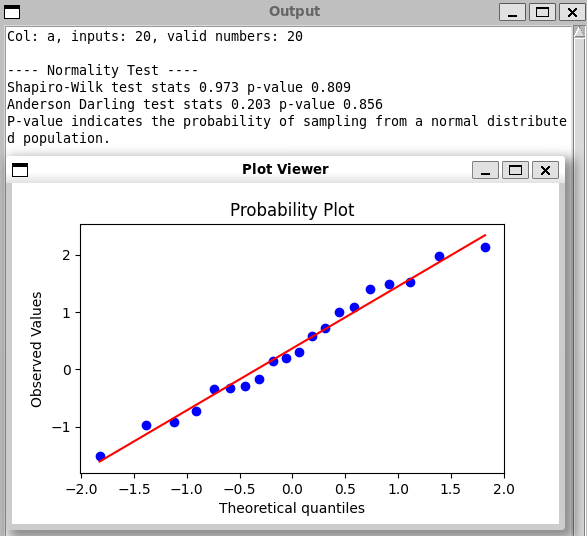 Output
Col: a, inputs: 20, valid numbers: 20
---- Normality Test ----
Shapiro-Wilk test stats 0.973 p-value 0.809
Anderson Darling test stats 0.203 p-value 0.856
P-value indicates the probability of sampling from a normal distribute
d population.
Plot Viewer
Probability Plot
2
1
0
−1
Observed Values
−2.0 −1.5 −1.0 −0.5 0.0 0.5 1.0 1.5 2.0
Theoretical quantiles